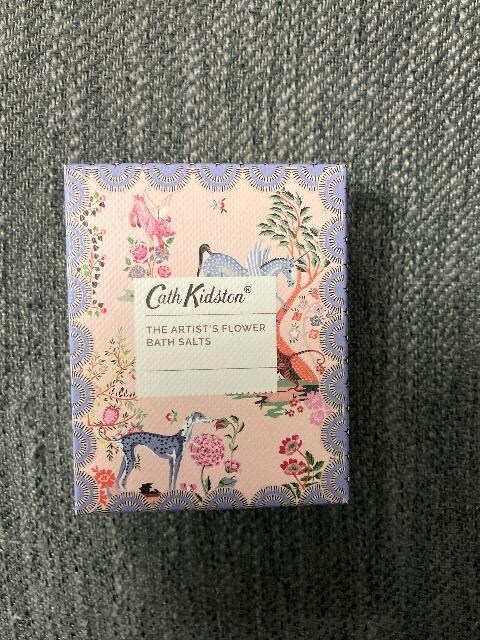 Cath Kidston®
THE ARTIST'S FLOWER
BATH SALTS